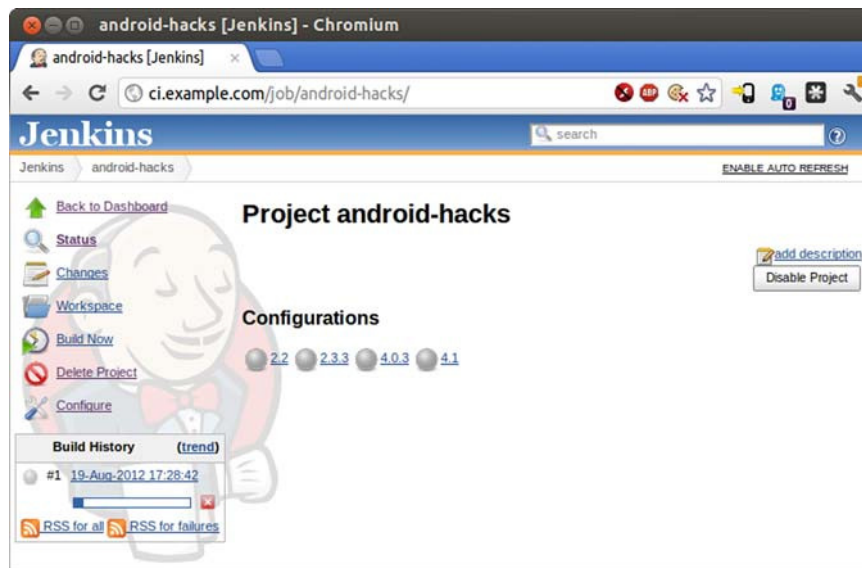 android-hacks [Jenkins] - Chromium
android-hacks [Jenkins] ×
ci.example.com/job/android-hacks/
ABP
0
Jenkins
search
?
Jenkins android-hacks ENABLE AUTO REFRESH
Back to Dashboard
Status
Changes
Workspace
Build Now
Delete Project
Configure
Project android-hacks
add description
Disable Project
Configurations
2.2 2.3.3 4.0.3 4.1
Build History (trend)
#1 19-Aug-2012 17:28:42
RSS for all RSS for failures